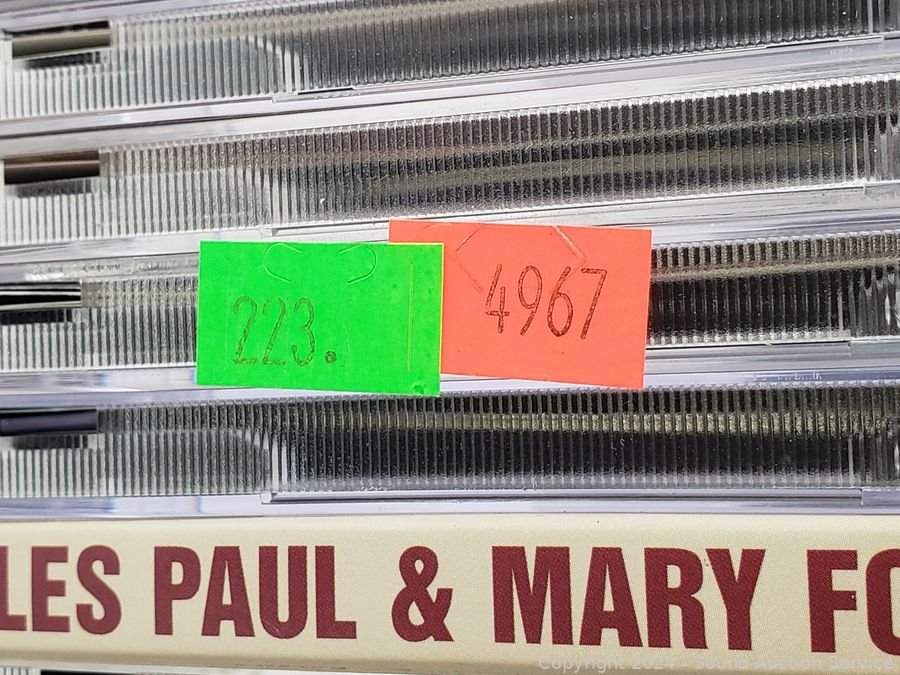 223.
4967
LES PAUL & MARY FO
Copyright 2024 - Sound Auction Service